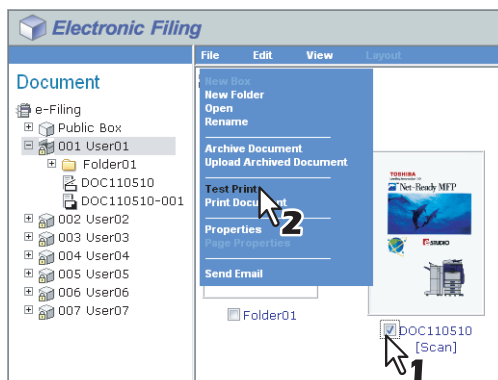 Electronic Filing
File Edit View Layout
Document
e-Filing
Public Box
001 User01
Folder01
DOC110510
DOC110510-001
002 User02
003 User03
004 User04
005 User05
006 User06
007 User07
New Box
New Folder
Open
Rename
Archive Document
Upload Archived Document
Test Print
Print Document
Properties
Page Properties
Send Email
2
Folder01
TOSHIBA
Net-Ready MFP
e-STUDIO
DOC110510
[Scan]
1